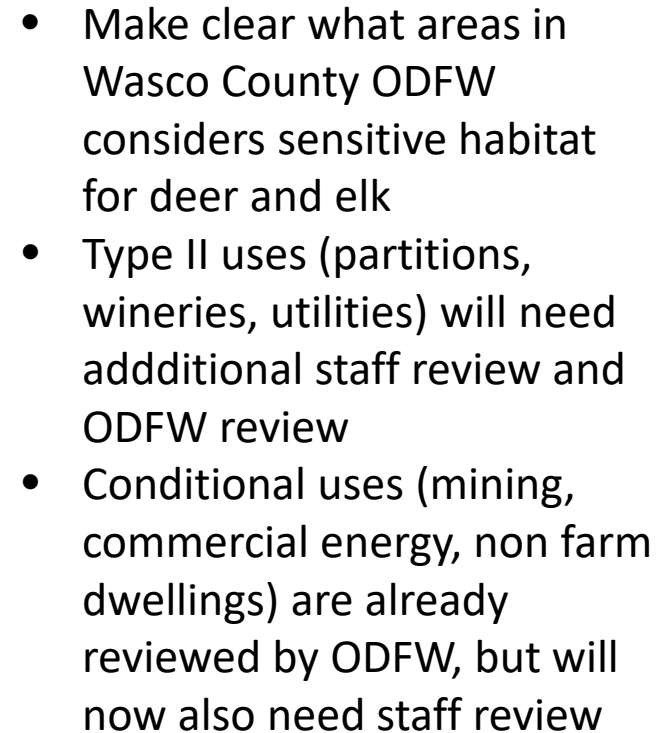 • Make clear what areas in
Wasco County ODFW
considers sensitive habitat
for deer and elk
• Type II uses (partitions,
wineries, utilities) will need
addditional staff review and
ODFW review
• Conditional uses (mining,
commercial energy, non farm
dwellings) are already
reviewed by ODFW, but will
now also need staff review